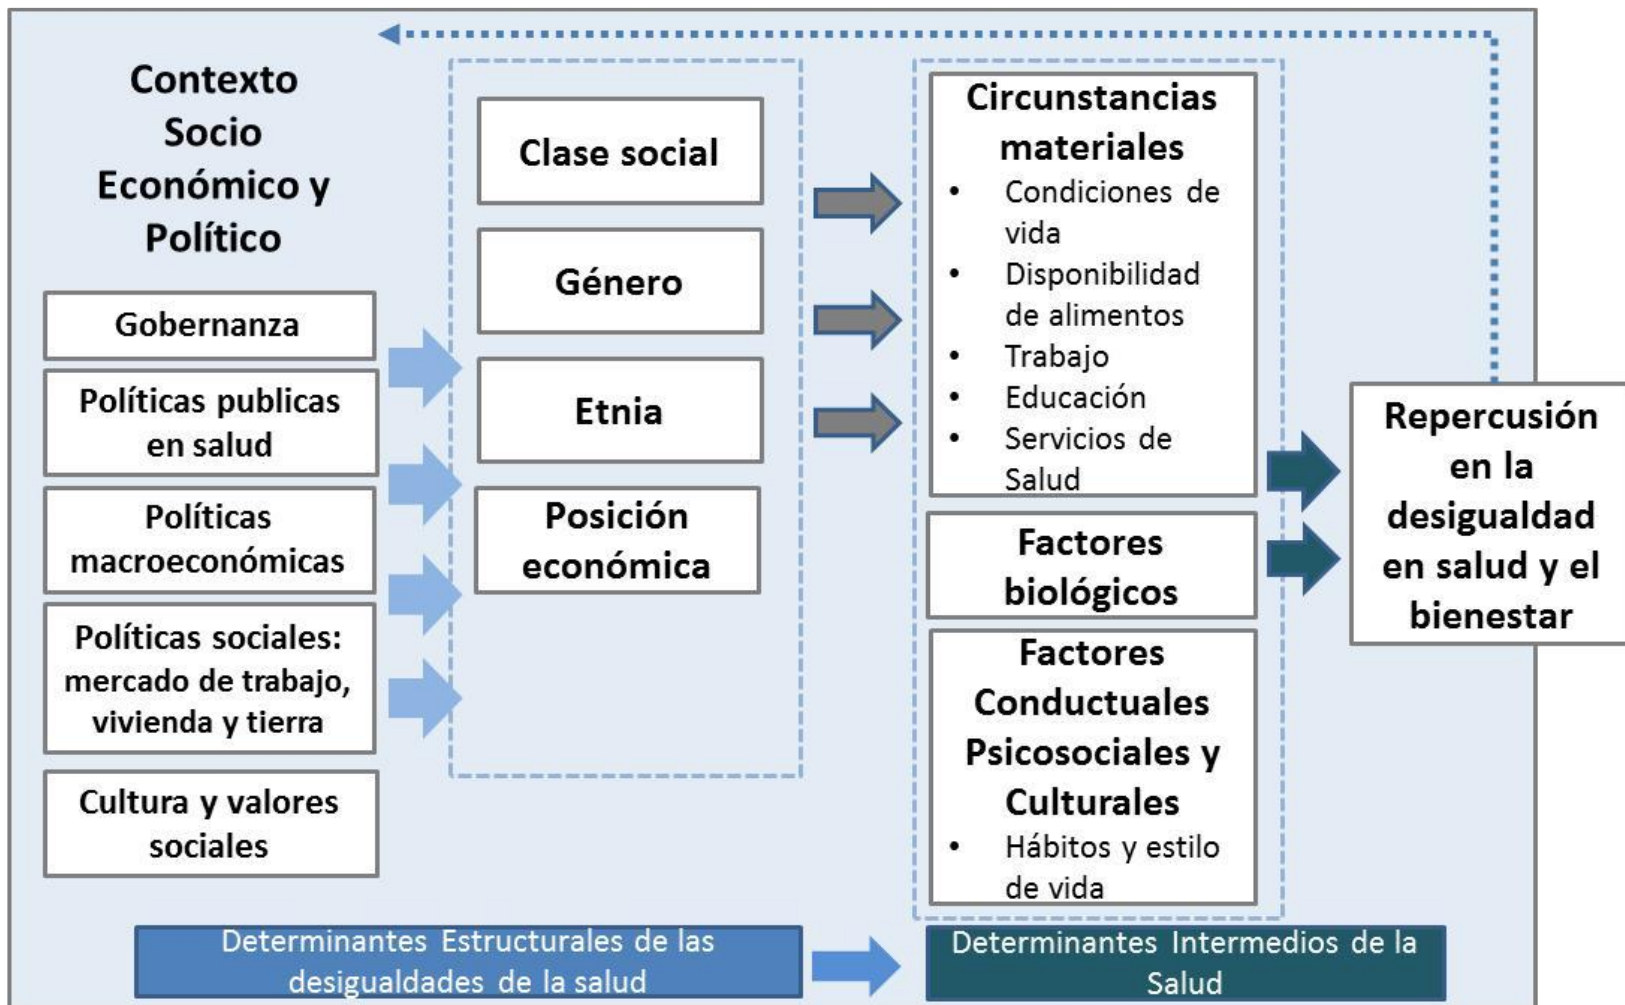 Contexto
Socio
Económico y
Político
Gobernanza
Políticas publicas
en salud
Políticas
macroeconómicas
Políticas sociales:
mercado de trabajo,
vivienda y tierra
Cultura y valores
sociales
Clase social
Género
Etnia
Posición
económica
Circunstancias
materiales
• Condiciones de
vida
• Disponibilidad
de alimentos
• Trabajo
• Educación
• Servicios de
Salud
Factores
biológicos
Factores
Conductuales
Psicosociales y
Culturales
• Hábitos y estilo
de vida
Repercusión
en la
desigualdad
en salud y el
bienestar
Determinantes Estructurales de las
desigualdades de la salud
Determinantes Intermedios de la
Salud